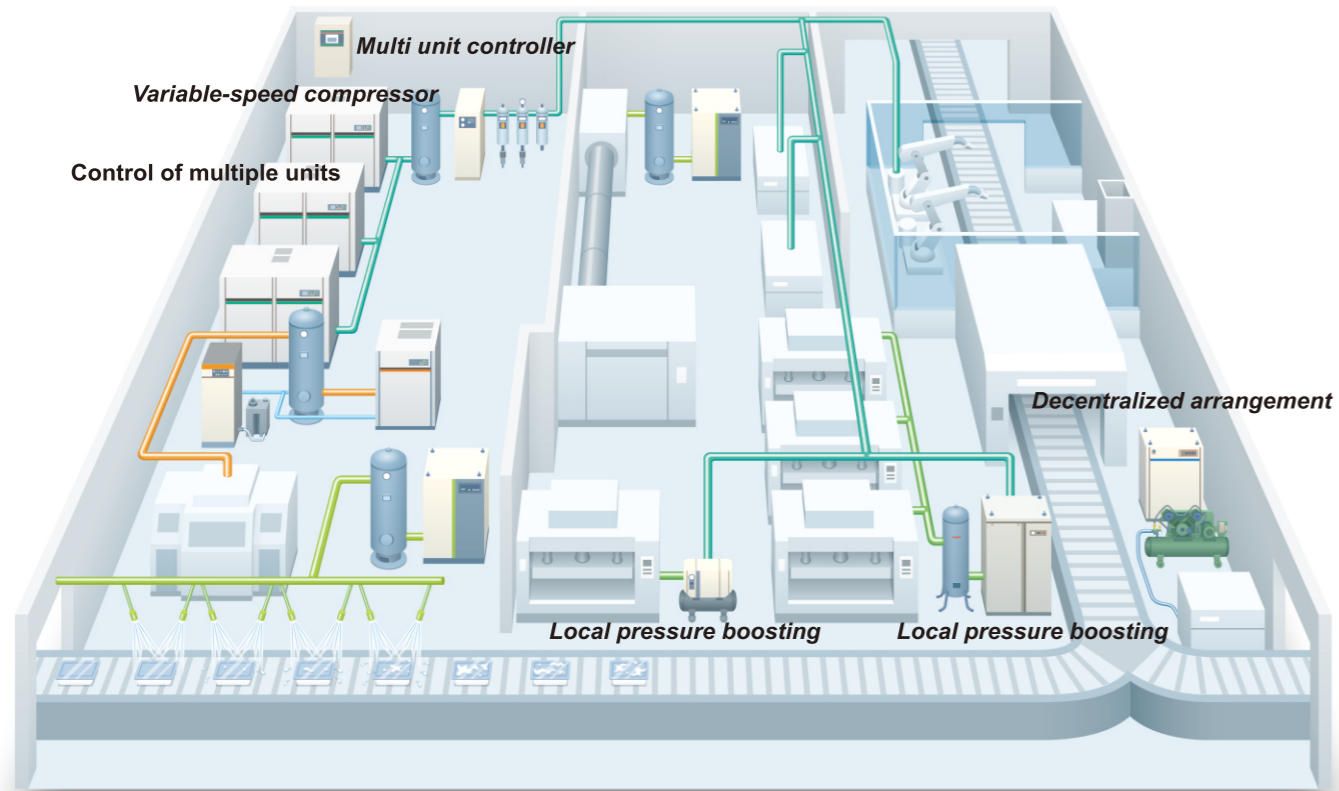 Multi unit controller
Variable-speed compressor
Control of multiple units
Decentralized arrangement
Local pressure boosting
Local pressure boosting